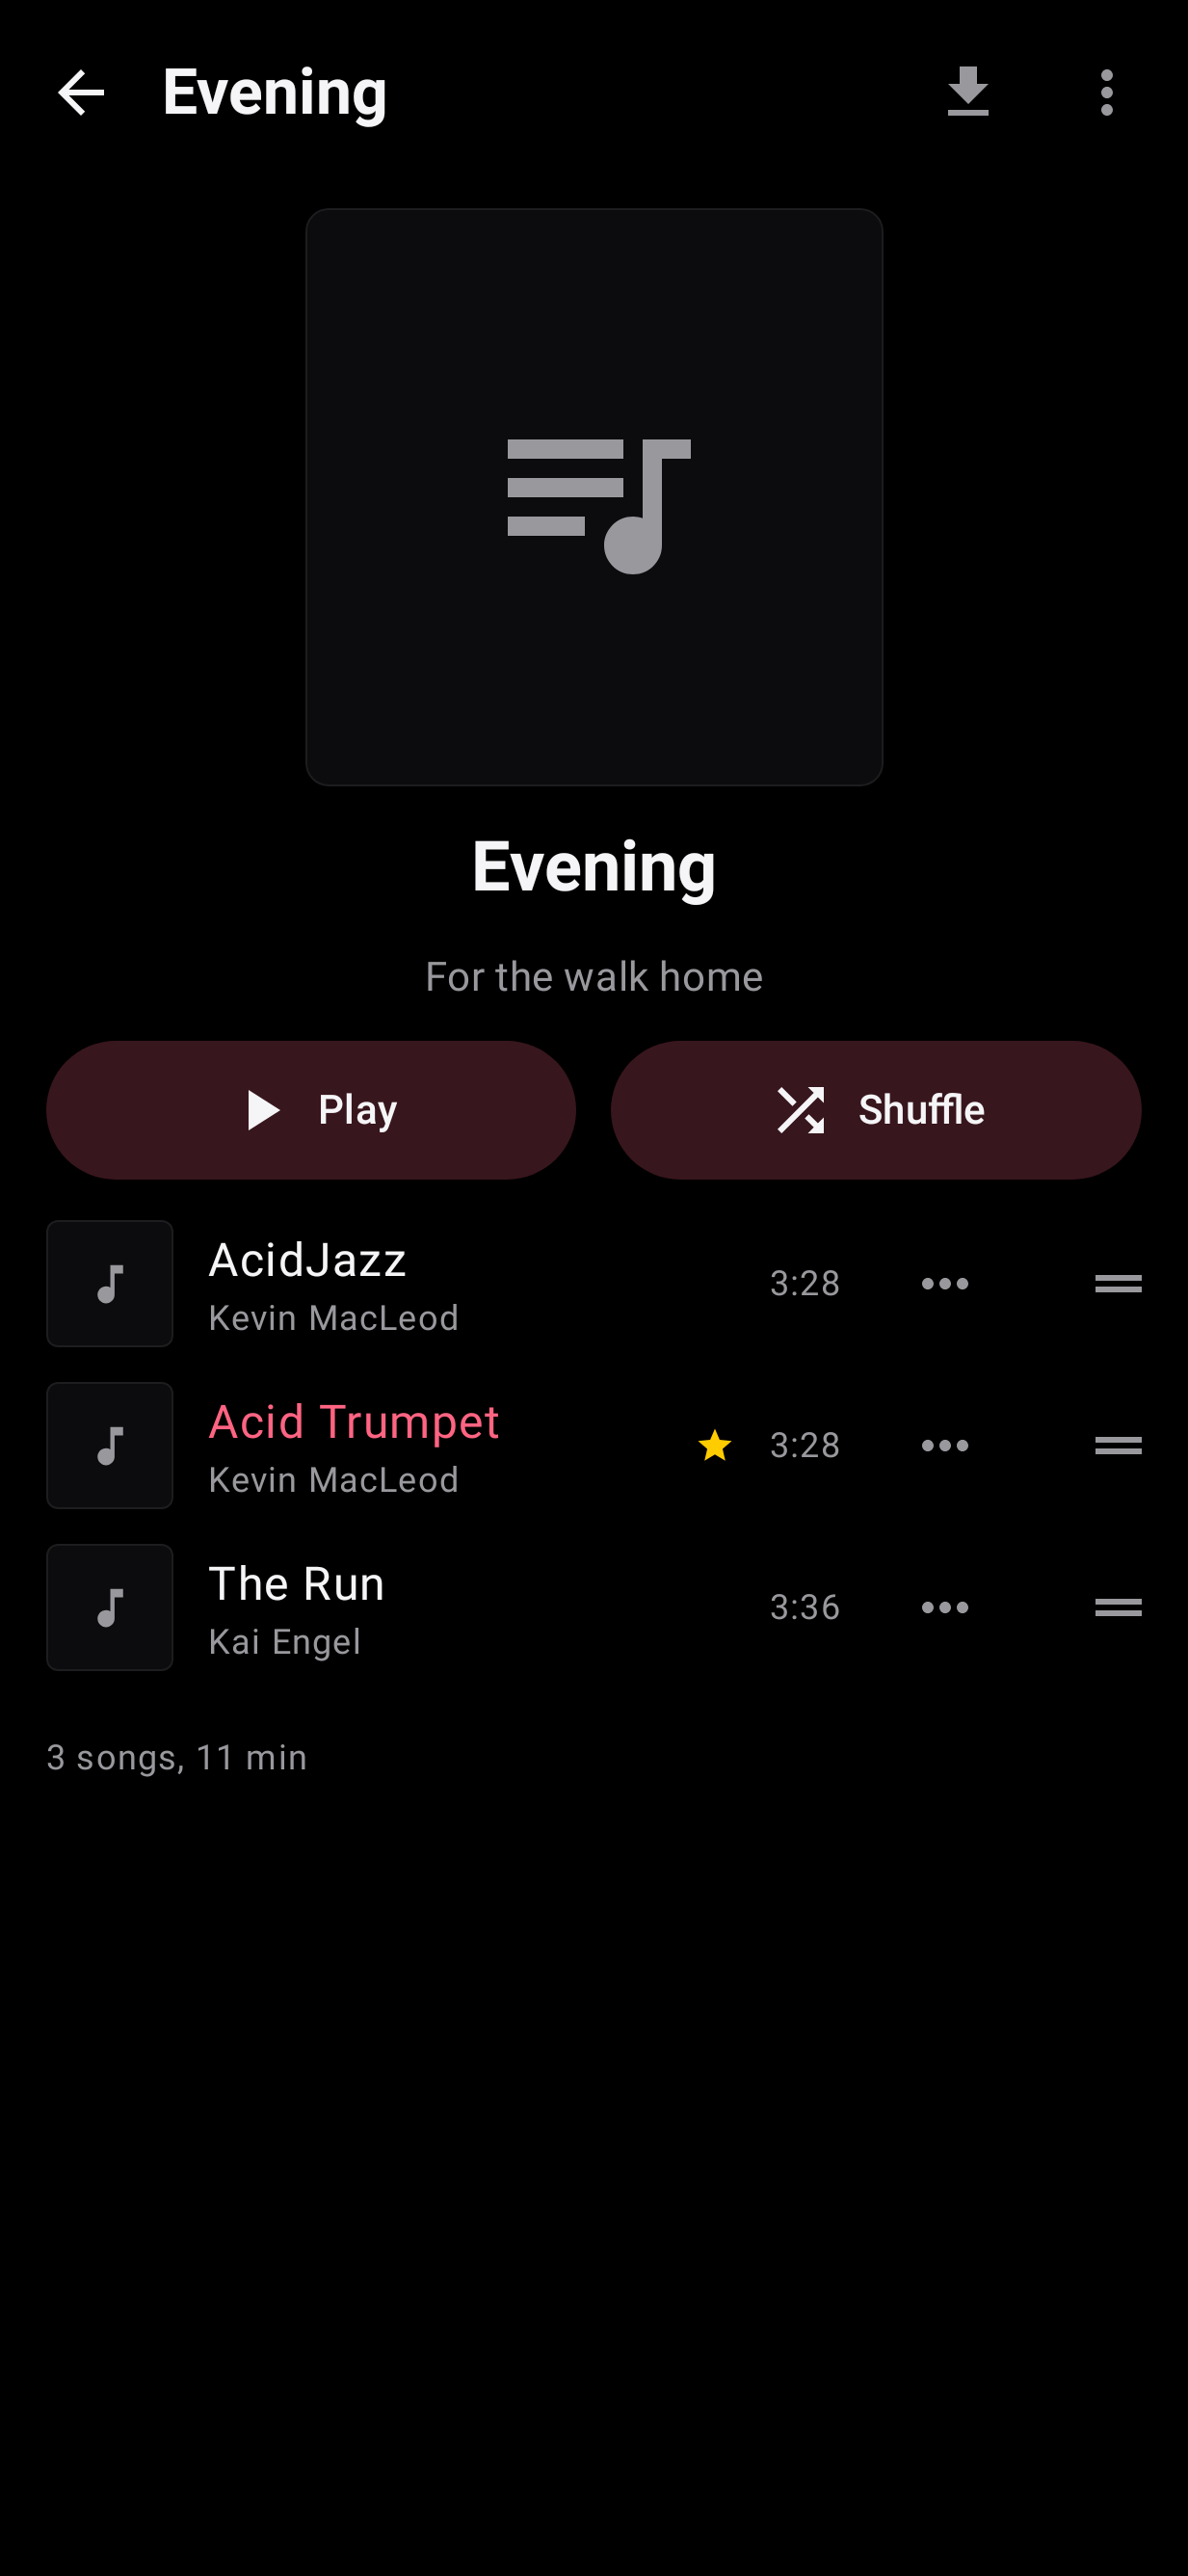 Evening
Evening
For the walk home
Play
Shuffle
AcidJazz
3:28
Kevin MacLeod
Acid Trumpet
3:28
Kevin MacLeod
The Run
3:36
Kai Engel
3 songs, 11 min